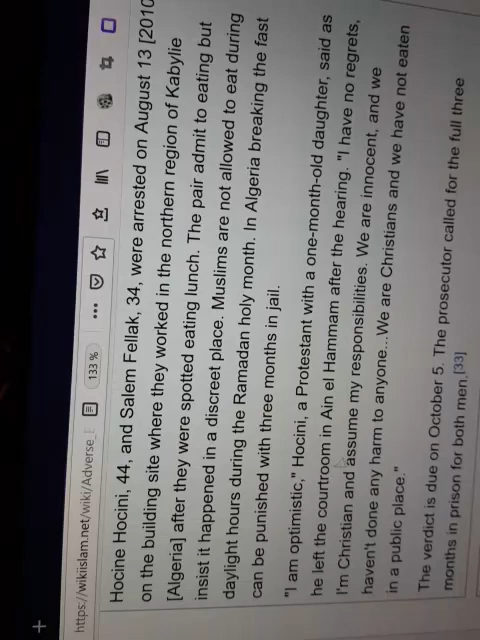 +
https://wikiislam.net/wiki/Adverse_
133 %
Hocine Hocini, 44, and Salem Fellak, 34, were arrested on August 13 [2010
on the building site where they worked in the northern region of Kabylie
[Algeria] after they were spotted eating lunch. The pair admit to eating but
insist it happened in a discreet place. Muslims are not allowed to eat during
daylight hours during the Ramadan holy month. In Algeria breaking the fast
can be punished with three months in jail.
"I am optimistic," Hocini, a Protestant with a one-month-old daughter, said as
he left the courtroom in Ain el Hammam after the hearing. "I have no regrets,
I'm Christian and assume my responsibilities. We are innocent, and we
haven't done any harm to anyone...We are Christians and we have not eaten
in a public place."
The verdict is due on October 5. The prosecutor called for the full three
months in prison for both men.[33]